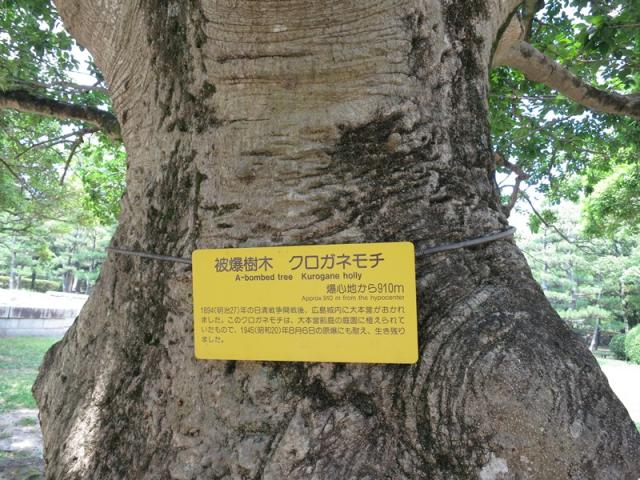 被爆樹木 クロガネモチ
A-bombed tree Kurogane holly
爆心地から910m
Approx.910 m from the hypocenter
1894(明治27)年の日清戦争開戦後、広島城内に大本営がおかれ
ました。このクロガネモチは、大本営前庭の庭園に植えられて
いたもので、1945(昭和20)年8月6日の原爆にも耐え、生き残り
ました。